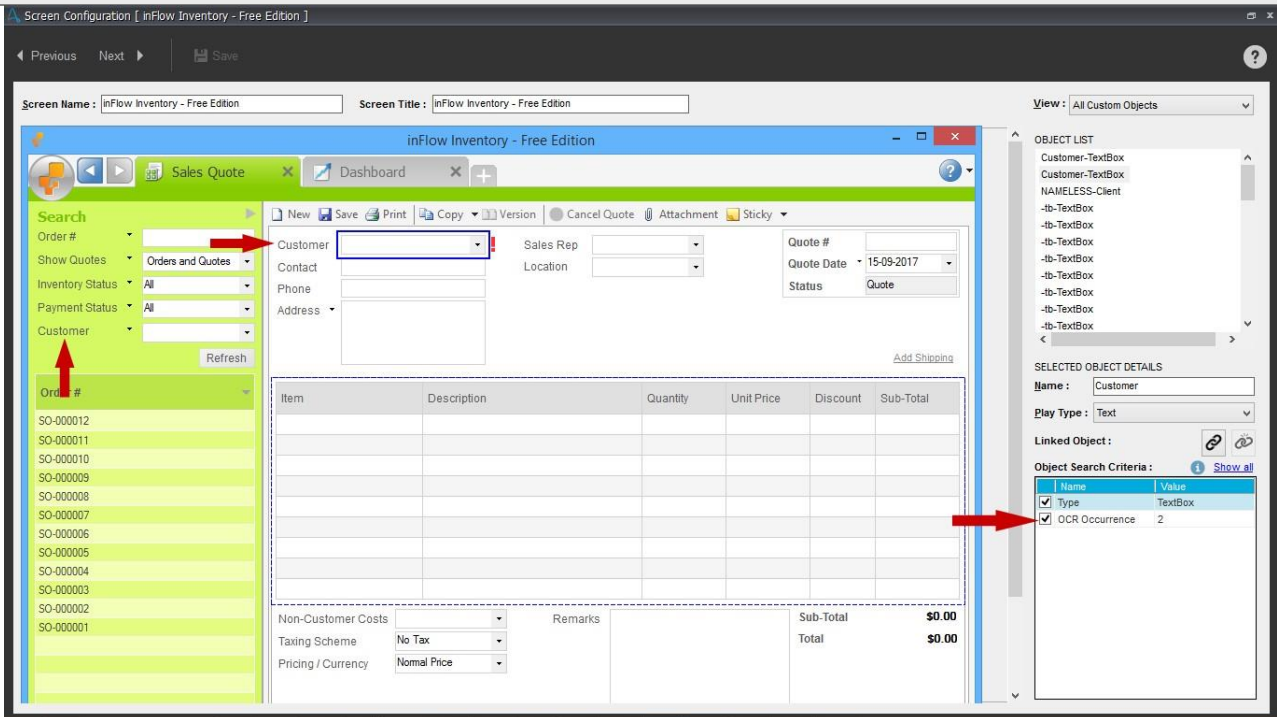 Screen Configuration [ inFlow Inventory - Free Edition ]
Previous Next Save ?
Screen Name : inFlow Inventory - Free Edition Screen Title : inFlow Inventory - Free Edition View : All Custom Objects
inFlow Inventory - Free Edition
Sales Quote Dashboard ?
Search
Order #
Show Quotes Orders and Quotes
Inventory Status All
Payment Status All
Customer
Refresh
Order #
SO-000012
SO-000011
SO-000010
SO-000009
SO-000008
SO-000007
SO-000006
SO-000005
SO-000004
SO-000003
SO-000002
SO-000001
New Save Print Copy Version Cancel Quote Attachment Sticky
Customer ! Sales Rep Quote #
Contact Location Quote Date 15-09-2017
Phone Status Quote
Address
Add Shipping
Item Description Quantity Unit Price Discount Sub-Total
Non-Customer Costs Remarks Sub-Total $0.00
Taxing Scheme No Tax Total $0.00
Pricing / Currency Normal Price
OBJECT LIST
Customer-TextBox
Customer-TextBox
NAMELESS-Client
-tb-TextBox
-tb-TextBox
-tb-TextBox
-tb-TextBox
-tb-TextBox
-tb-TextBox
-tb-TextBox
-tb-TextBox
SELECTED OBJECT DETAILS
Name : Customer
Play Type : Text
Linked Object :
Object Search Criteria : i Show all
Name Value
Type TextBox
OCR Occurrence 2